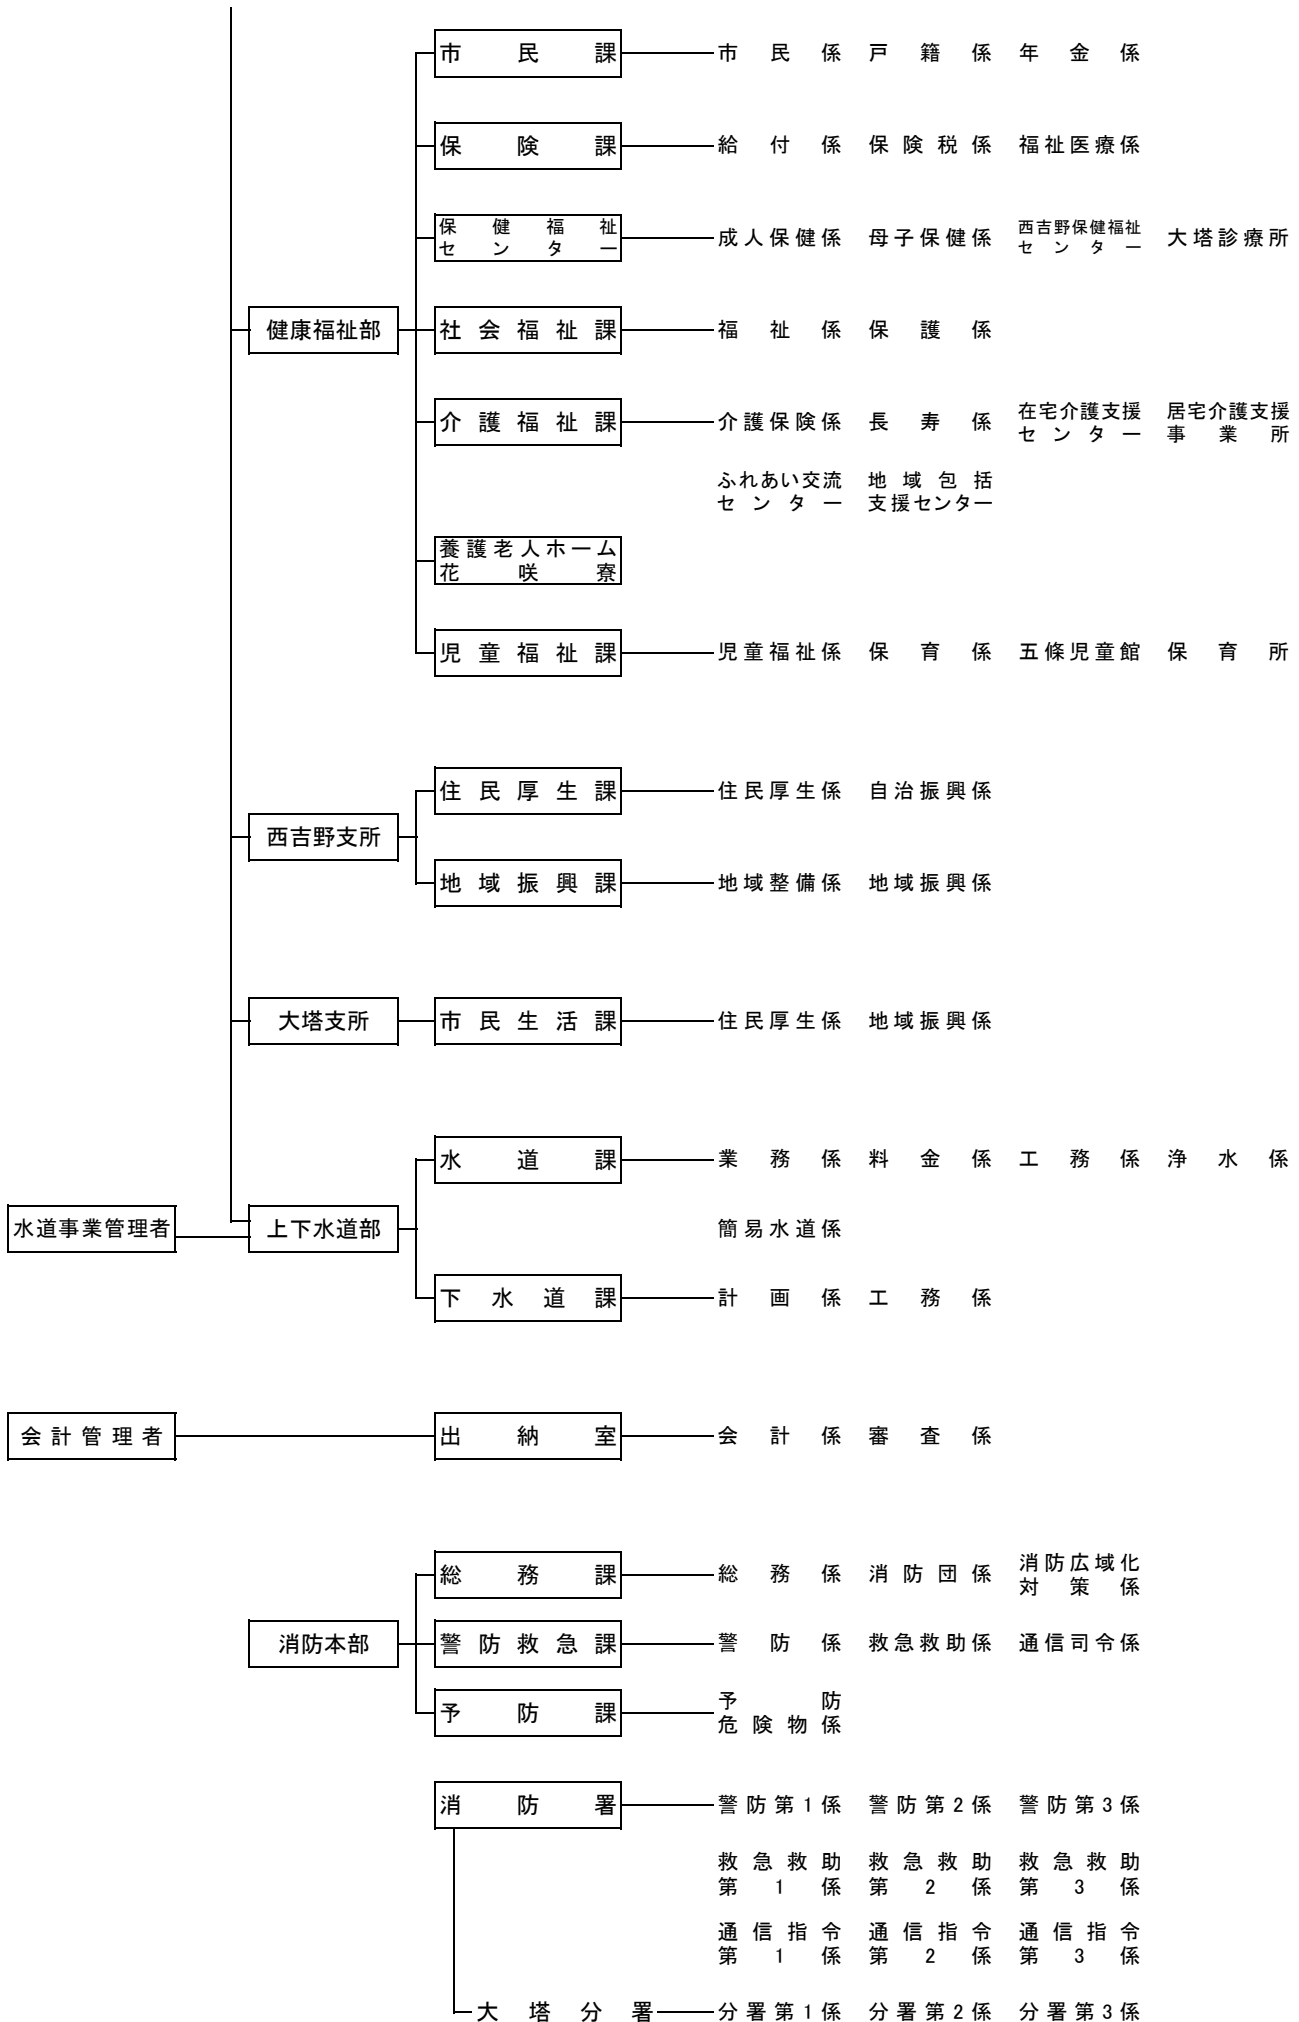 市民課 市民係 戸籍係 年金係
保険課 給付係 保険税係 福祉医療係
保健福祉 西吉野保健福祉
センター 成人保健係 母子保健係 センター 大塔診療所
健康福祉部 社会福祉課 福祉係 保護係
介護福祉課 介護保険係 長寿係 在宅介護支援 居宅介護支援
センター 事業所
ふれあい交流 地域包括
センター 支援センター
養護老人ホーム
花咲寮
児童福祉課 児童福祉係 保育係 五條児童館 保育所
住民厚生課 住民厚生係 自治振興係
西吉野支所
地域振興課 地域整備係 地域振興係
大塔支所 市民生活課 住民厚生係 地域振興係
水道課 業務係 料金係 工務係 浄水係
水道事業管理者 上下水道部 簡易水道係
下水道課 計画係 工務係
会計管理者 出納室 会計係 審査係
総務課 総務係 消防団係 消防広域化
対策係
消防本部 警防救急課 警防係 救急救助係 通信司令係
予防課 予防
危険物係
消防署 警防第1係 警防第2係 警防第3係
救急救助 救急救助 救急救助
第1係 第2係 第3係
通信指令 通信指令 通信指令
第1係 第2係 第3係
大塔分署 分署第1係 分署第2係 分署第3係